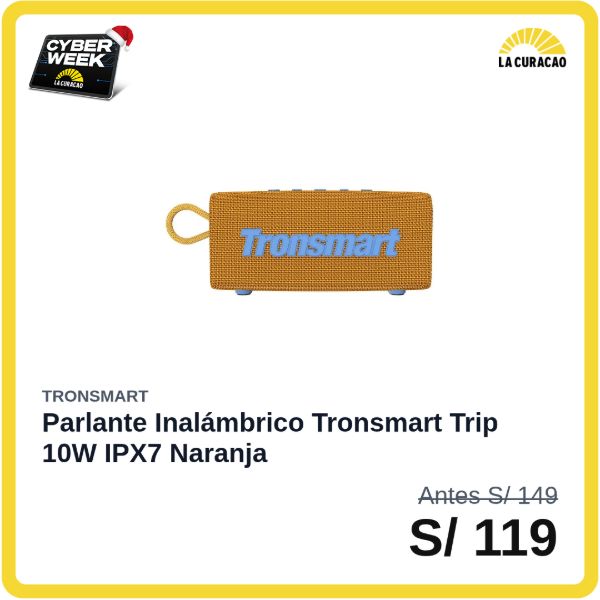 CYBER
WEEK
LA CURACAO
LA CURACAO
Tronsmart
TRONSMART
Parlante Inalámbrico Tronsmart Trip
10W IPX7 Naranja
Antes S/ 149
S/ 119